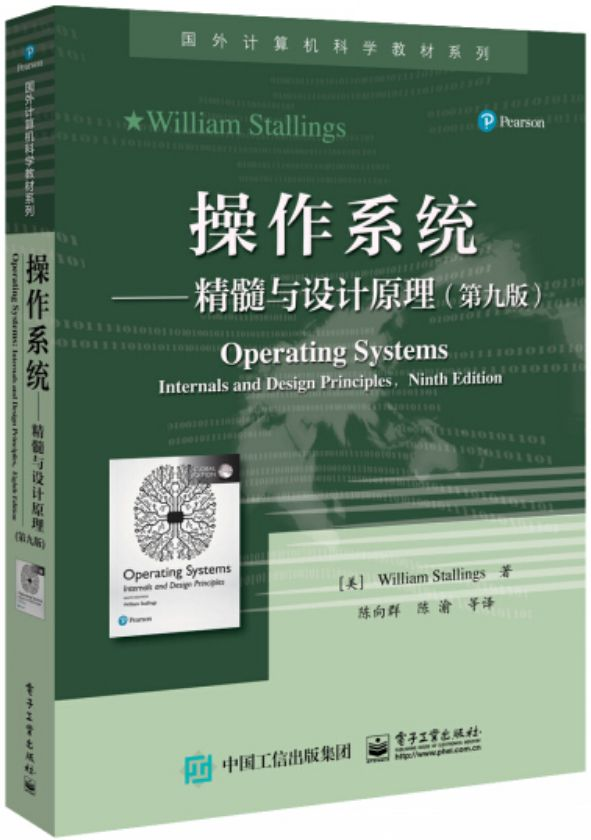 国外计算机科学教材系列
★William Stallings
Pearson
操作系统
——精髓与设计原理(第九版)
Operating Systems
Internals and Design Principles, Ninth Edition
GLOBAL EDITION
Operating Systems
Internals and Design Principles
William Stallings
Pearson
[美] William Stallings 著
陈向群 陈渝 等译
中国工信出版集团
电子工业出版社
PUBLISHING HOUSE OF ELECTRONICS INDUSTRY
http://www.phei.com.cn
Pearson
国外计算机科学教材系列
操作系统——精髓与设计原理(第九版)
Operating Systems: Internals and Design Principles, Eighth Edition
电子工业出版社